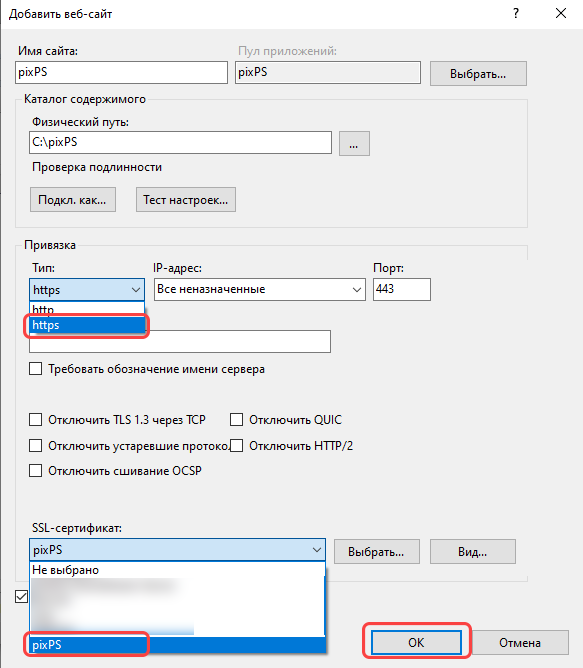 Добавить веб-сайт
Имя сайта: Пул приложений:
pixPS pixPS Выбрать...
Каталог содержимого
Физический путь:
C:\pixPS ...
Проверка подлинности
Подкл. как... Тест настроек...
Привязка
Тип: IP-адрес: Порт:
https Все неназначенные 443
http
https
Требовать обозначение имени сервера
Отключить TLS 1.3 через TCP Отключить QUIC
Отключить устаревшие протоко. Отключить HTTP/2
Отключить сшивание OCSP
SSL-сертификат:
pixPS Выбрать... Вид...
Не выбрано
pixPS OK Отмена